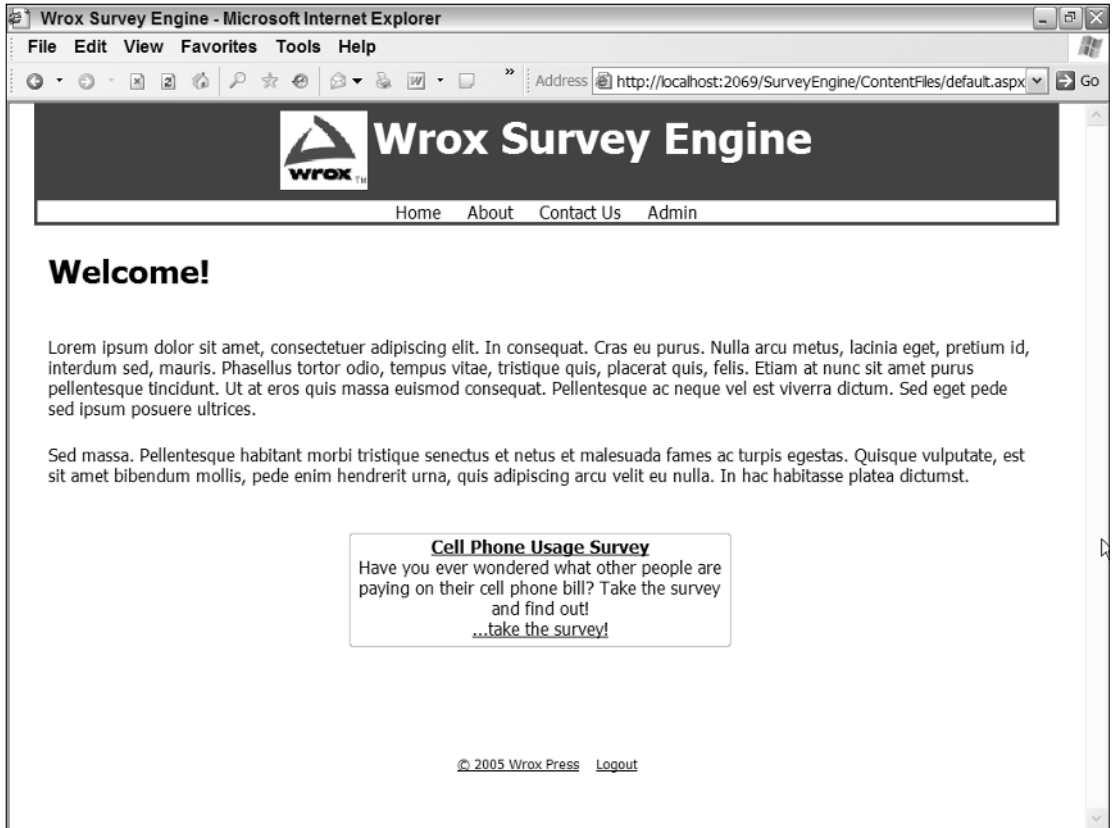 Wrox Survey Engine - Microsoft Internet Explorer
File Edit View Favorites Tools Help
» Address http://localhost:2069/SurveyEngine/ContentFiles/default.aspx Go
wrox TM Wrox Survey Engine
Home About Contact Us Admin
Welcome!
Lorem ipsum dolor sit amet, consectetuer adipiscing elit. In consequat. Cras eu purus. Nulla arcu metus, lacinia eget, pretium id,
interdum sed, mauris. Phasellus tortor odio, tempus vitae, tristique quis, placerat quis, felis. Etiam at nunc sit amet purus
pellentesque tincidunt. Ut at eros quis massa euismod consequat. Pellentesque ac neque vel est viverra dictum. Sed eget pede
sed ipsum posuere ultrices.
Sed massa. Pellentesque habitant morbi tristique senectus et netus et malesuada fames ac turpis egestas. Quisque vulputate, est
sit amet bibendum mollis, pede enim hendrerit urna, quis adipiscing arcu velit eu nulla. In hac habitasse platea dictumst.
Cell Phone Usage Survey
Have you ever wondered what other people are
paying on their cell phone bill? Take the survey
and find out!
...take the survey!
© 2005 Wrox Press Logout